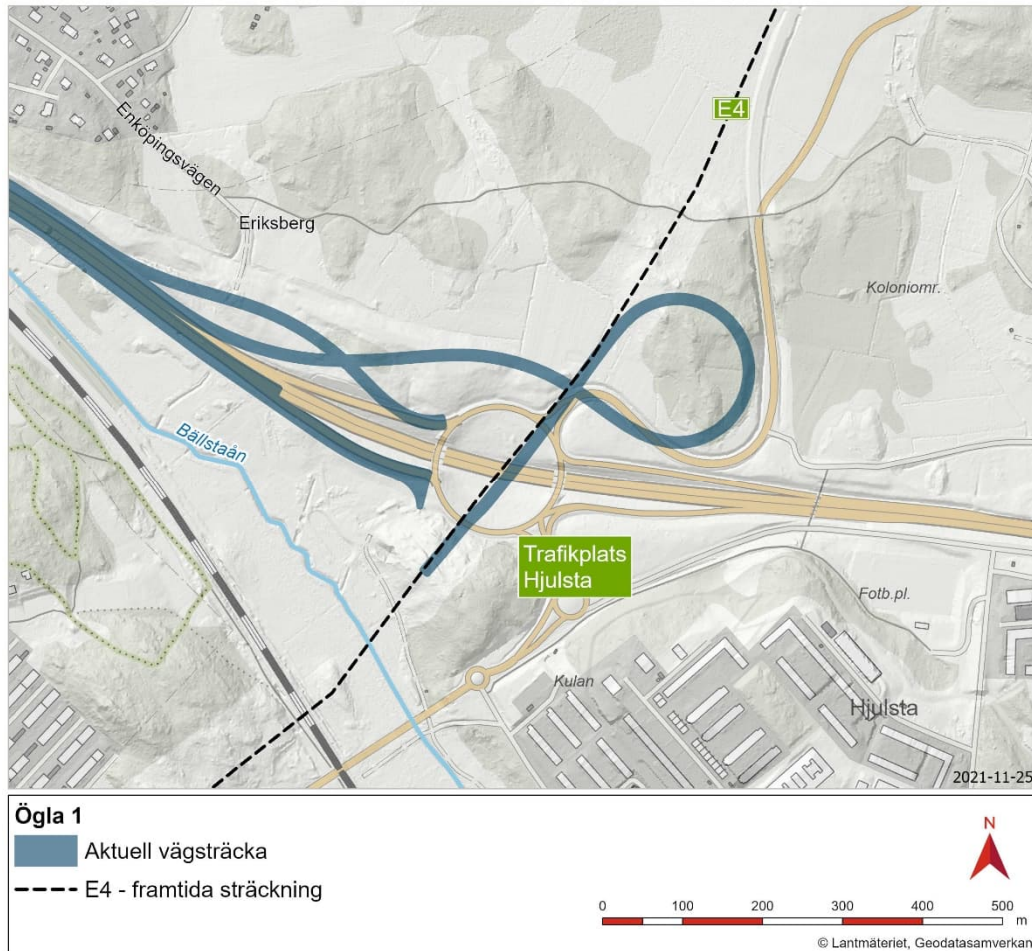 E4
Enköpingsvägen
Eriksberg
Koloniomr.
Bällstaån
Trafikplats
Hjulsta
Fotb.pl.
Kulan
Hjulsta
2021-11-25
Ögla 1
Aktuell vägsträcka
E4 - framtida sträckning
N
0 100 200 300 400 500
m
© Lantmäteriet, Geodatasamverkan